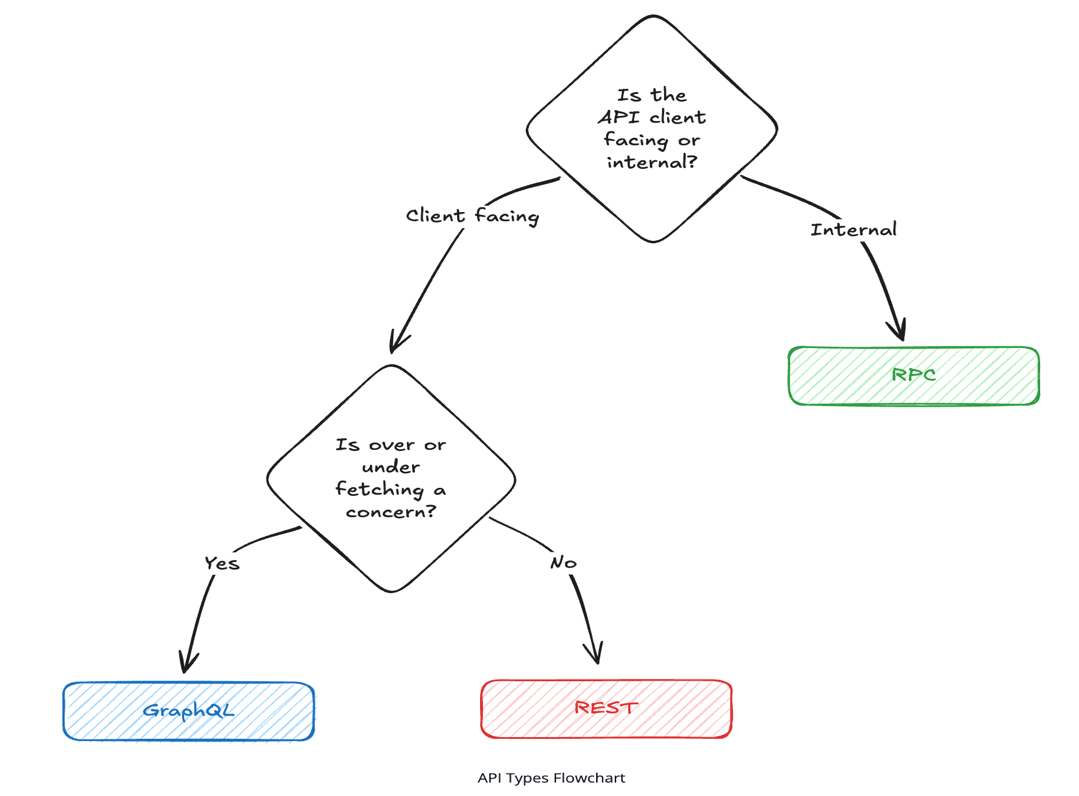 Is the
API client
facing or
internal?
Client facing
Internal
RPC
Is over or
under
fetching a
concern?
Yes
No
GraphQL
REST
API Types Flowchart